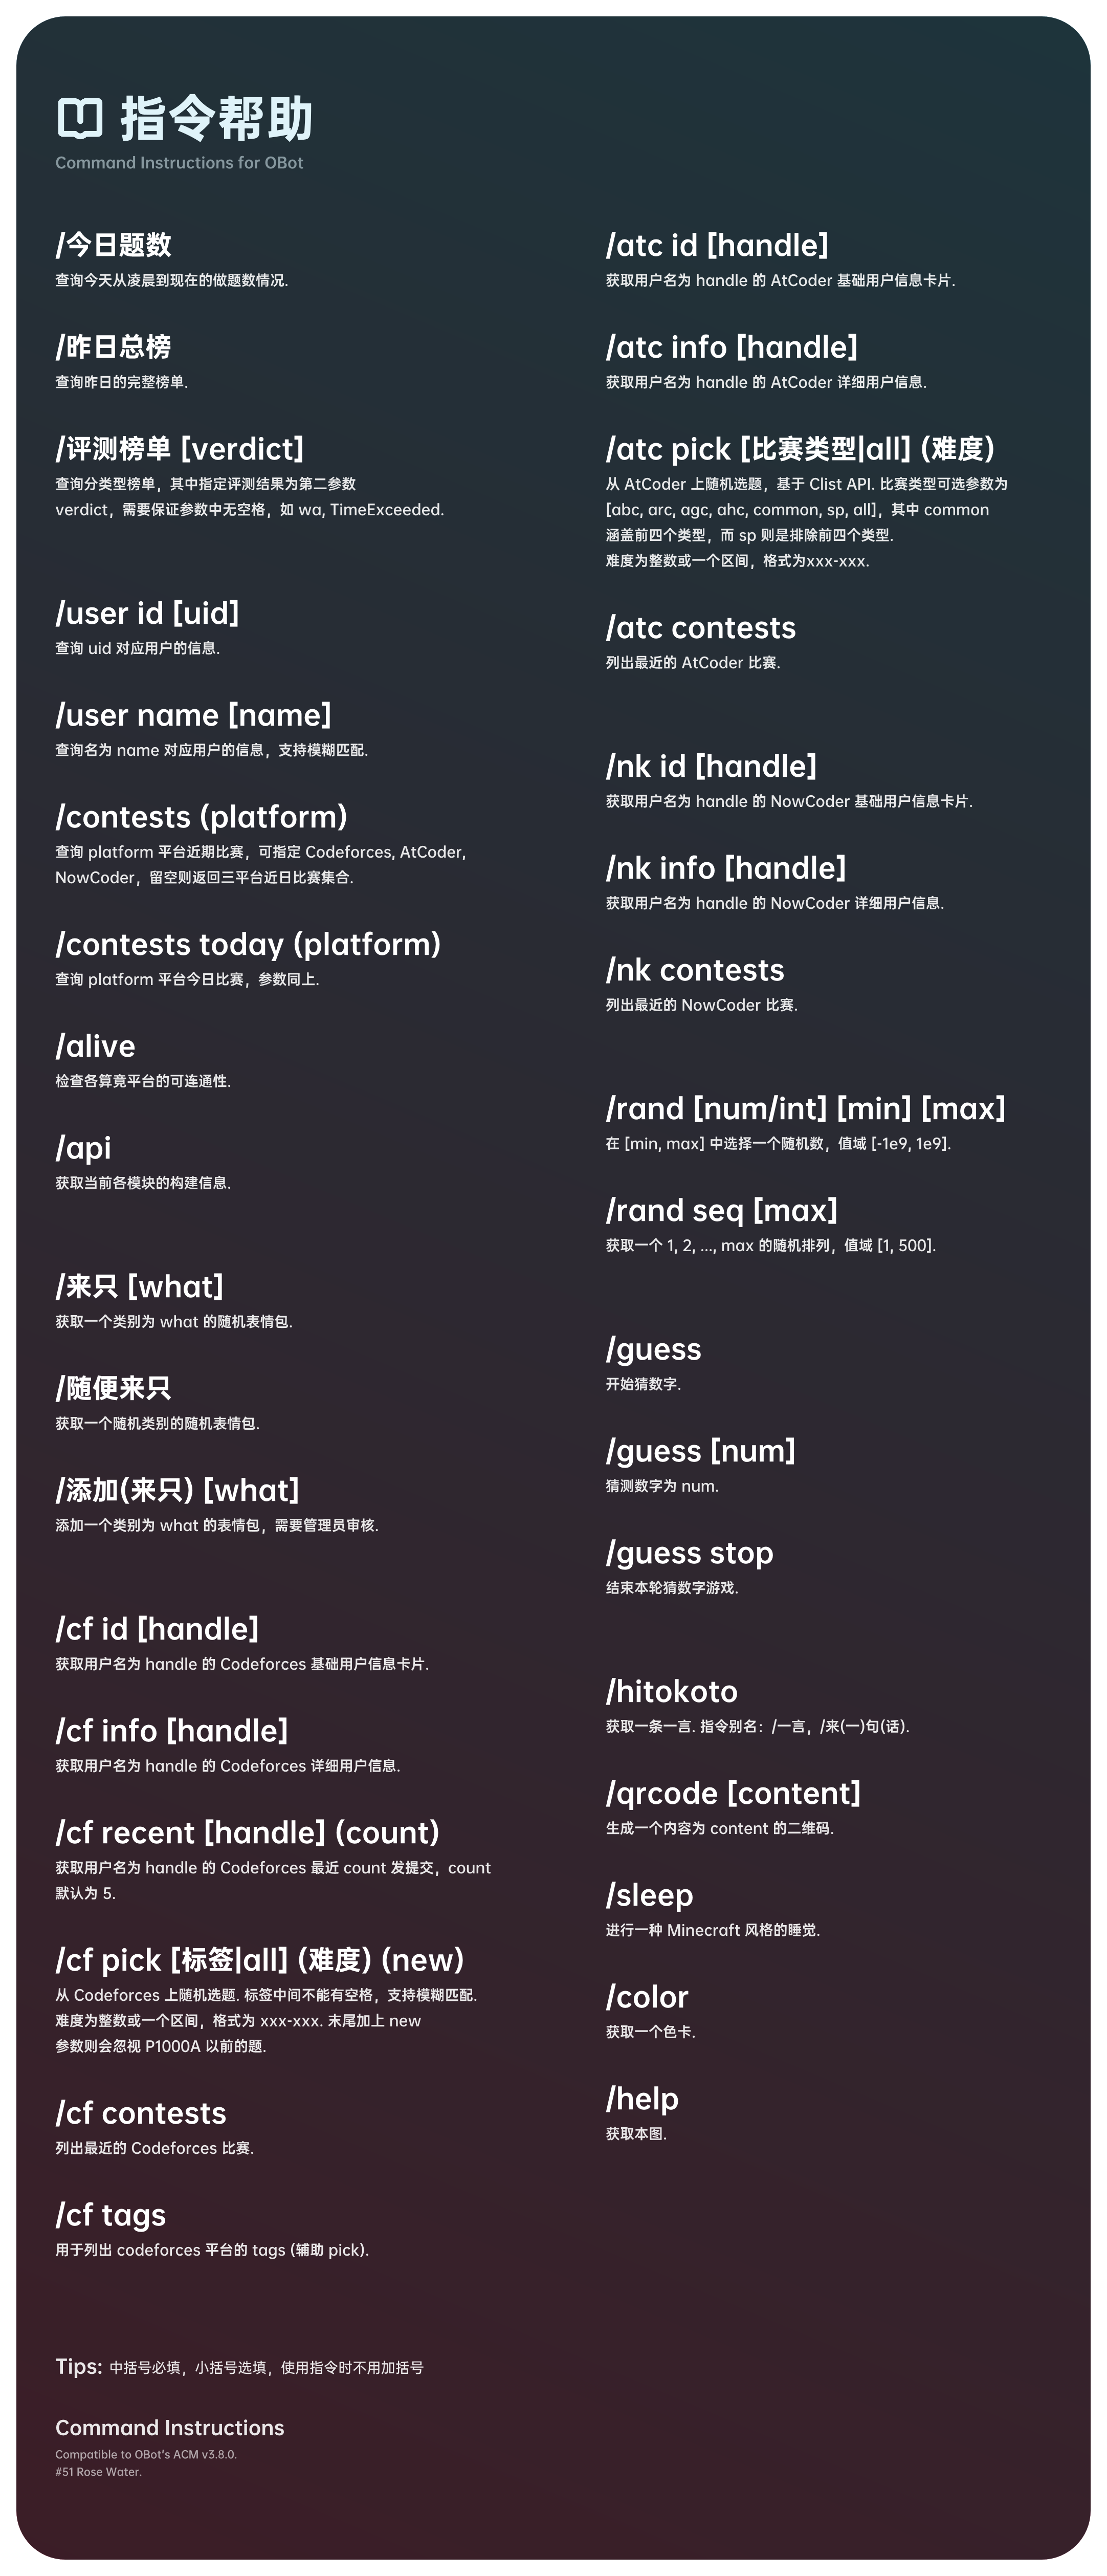 指令帮助
Command Instructions for OBot
/今日题数
查询今天从凌晨到现在的做题数情况.
/昨日总榜
查询昨日的完整榜单.
/评测榜单 [verdict]
查询分类型榜单，其中指定评测结果为第二参数
verdict，需要保证参数中无空格，如 wa, TimeExceeded.
/user id [uid]
查询 uid 对应用户的信息.
/user name [name]
查询名为 name 对应用户的信息，支持模糊匹配.
/contests (platform)
查询 platform 平台近期比赛，可指定 Codeforces, AtCoder,
NowCoder，留空则返回三平台近日比赛集合.
/contests today (platform)
查询 platform 平台今日比赛，参数同上.
/alive
检查各算竟平台的可连通性.
/api
获取当前各模块的构建信息.
/来只 [what]
获取一个类别为 what 的随机表情包.
/随便来只
获取一个随机类别的随机表情包.
/添加(来只) [what]
添加一个类别为 what 的表情包，需要管理员审核.
/cf id [handle]
获取用户名为 handle 的 Codeforces 基础用户信息卡片.
/cf info [handle]
获取用户名为 handle 的 Codeforces 详细用户信息.
/cf recent [handle] (count)
获取用户名为 handle 的 Codeforces 最近 count 发提交，count
默认为 5.
/cf pick [标签|all] (难度) (new)
从 Codeforces 上随机选题. 标签中间不能有空格，支持模糊匹配.
难度为整数或一个区间，格式为 xxx-xxx. 末尾加上 new
参数则会忽视 P1000A 以前的题.
/cf contests
列出最近的 Codeforces 比赛.
/cf tags
用于列出 codeforces 平台的 tags (辅助 pick).
/atc id [handle]
获取用户名为 handle 的 AtCoder 基础用户信息卡片.
/atc info [handle]
获取用户名为 handle 的 AtCoder 详细用户信息.
/atc pick [比赛类型|all] (难度)
从 AtCoder 上随机选题，基于 Clist API. 比赛类型可选参数为
[abc, arc, agc, ahc, common, sp, all]，其中 common
涵盖前四个类型，而 sp 则是排除前四个类型.
难度为整数或一个区间，格式为xxx-xxx.
/atc contests
列出最近的 AtCoder 比赛.
/nk id [handle]
获取用户名为 handle 的 NowCoder 基础用户信息卡片.
/nk info [handle]
获取用户名为 handle 的 NowCoder 详细用户信息.
/nk contests
列出最近的 NowCoder 比赛.
/rand [num/int] [min] [max]
在 [min, max] 中选择一个随机数，值域 [-1e9, 1e9].
/rand seq [max]
获取一个 1, 2, ..., max 的随机排列，值域 [1, 500].
/guess
开始猜数字.
/guess [num]
猜测数字为 num.
/guess stop
结束本轮猜数字游戏.
/hitokoto
获取一条一言. 指令别名：/一言，/来(一)句(话).
/qrcode [content]
生成一个内容为 content 的二维码.
/sleep
进行一种 Minecraft 风格的睡觉.
/color
获取一个色卡.
/help
获取本图.
Tips: 中括号必填，小括号选填，使用指令时不用加括号
Command Instructions
Compatible to OBot's ACM v3.8.0.
#51 Rose Water.